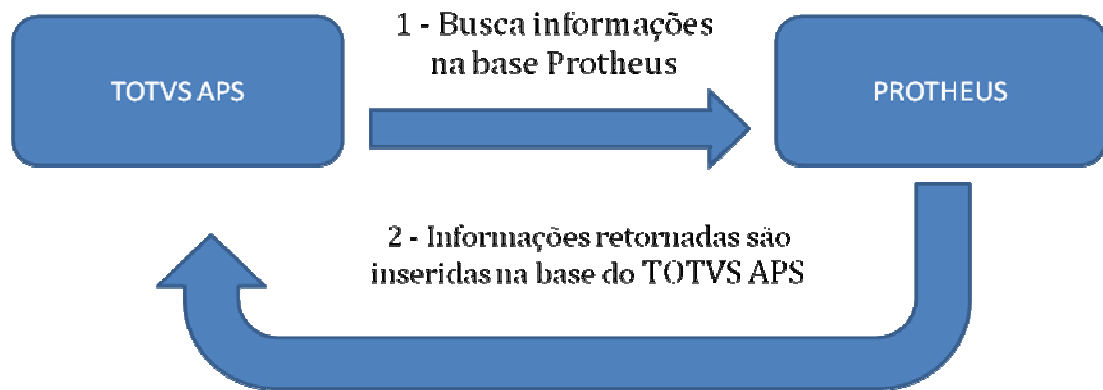 1 - Busca informações
na base Protheus
TOTVS APS
PROTHEUS
2 - Informações retornadas são
inseridas na base do TOTVS APS